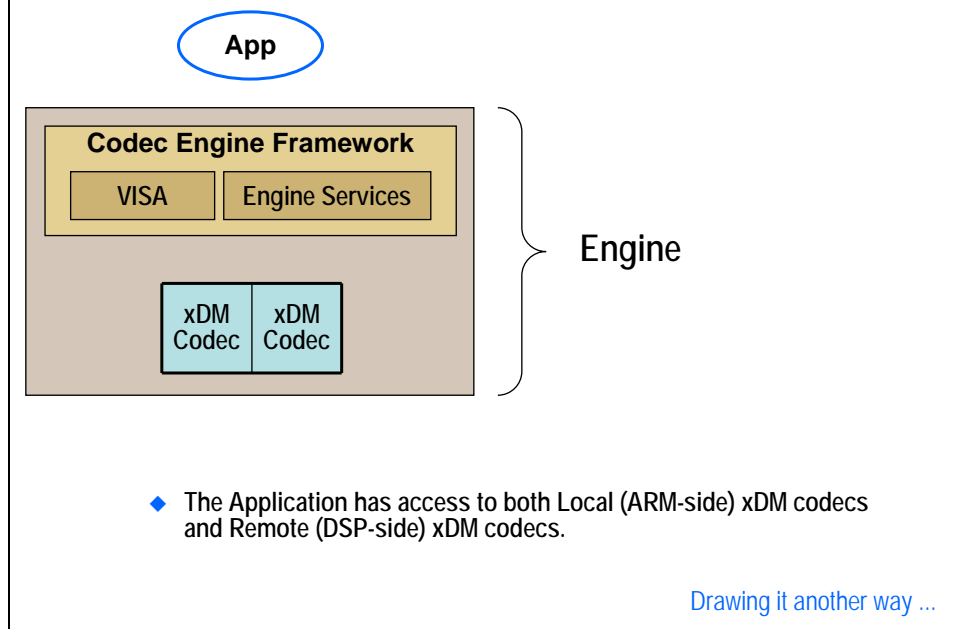 App
Codec Engine Framework
VISA
Engine Services
Engine
xDM
Codec
xDM
Codec
The Application has access to both Local (ARM-side) xDM codecs
and Remote (DSP-side) xDM codecs.
Drawing it another way ...